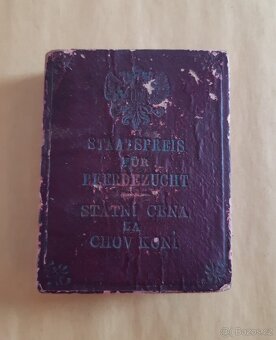 STAATSPREIS
FÜR
PFERDEZUCHT
STÁTNÍ CENA
ZA
CHOV KONÍ